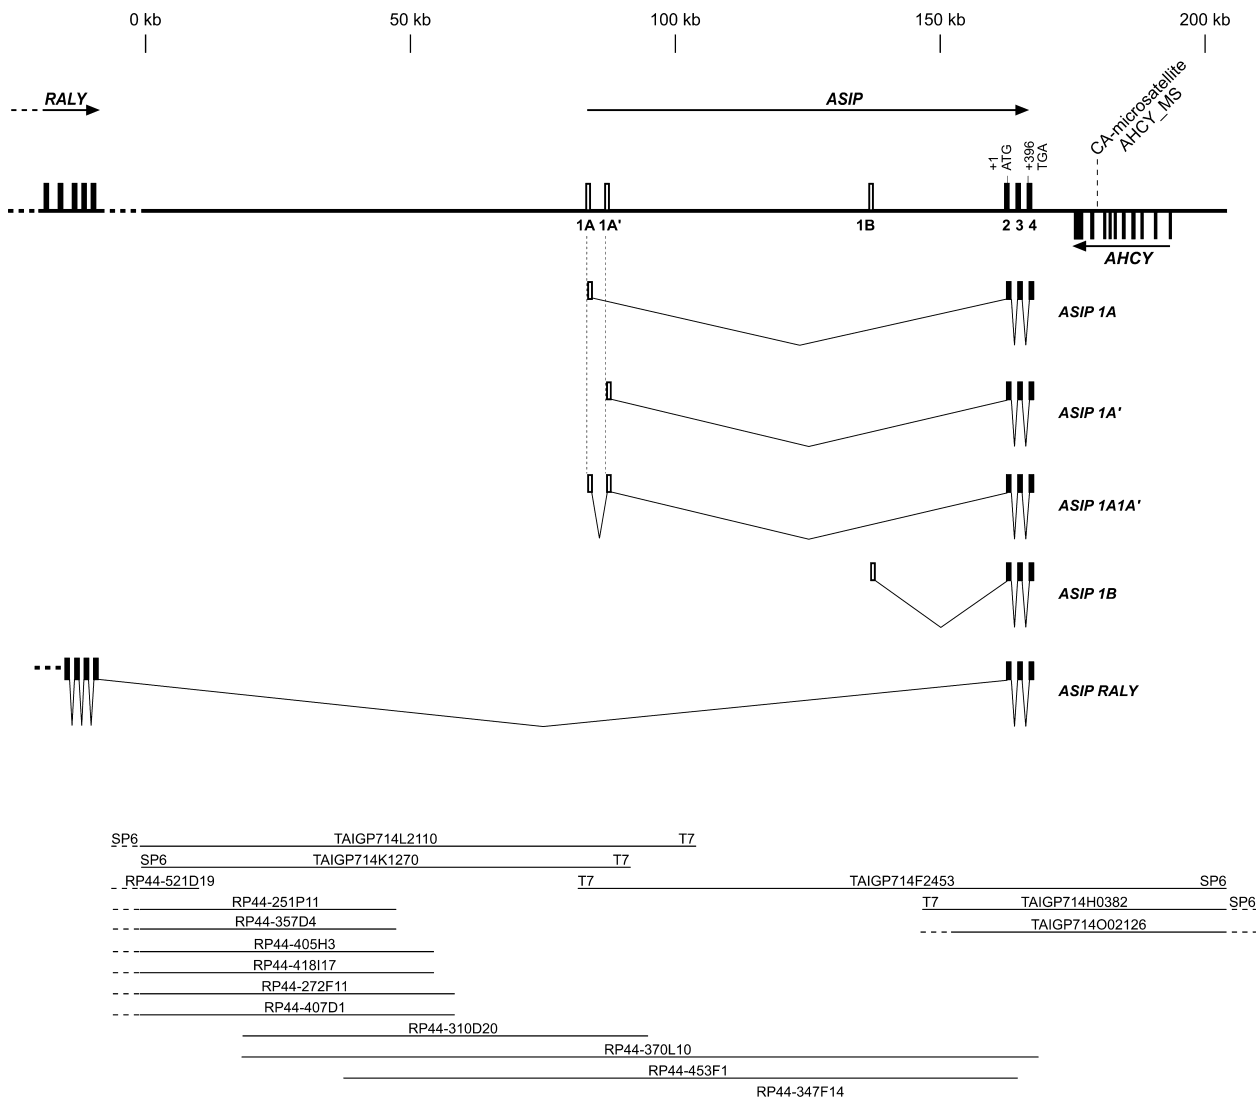 0 kb 50 kb 100 kb 150 kb 200 kb
CA-microsatellite
AHCY_MS
RALY ASIP
+1
ATG
+396
TGA
1A 1A' 1B 2 3 4
AHCY
ASIP 1A
ASIP 1A'
ASIP 1A1A'
ASIP 1B
ASIP RALY
SP6 TAIGP714L2110 T7
SP6 TAIGP714K1270 T7
RP44-521D19 T7 TAIGP714F2453 SP6
RP44-251P11 T7 TAIGP714H0382 SP6
RP44-357D4 TAIGP714O02126
RP44-405H3
RP44-418I17
RP44-272F11
RP44-407D1
RP44-310D20
RP44-370L10
RP44-453F1
RP44-347F14